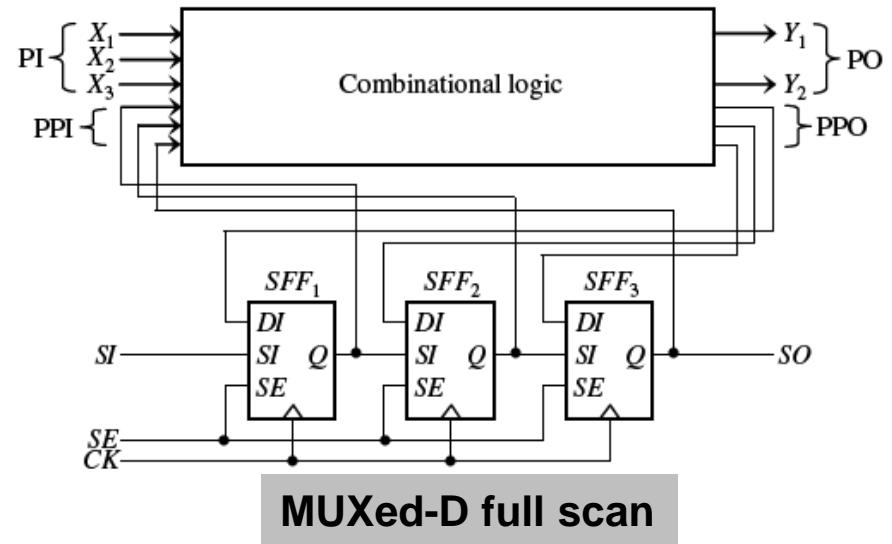 X1
Y1
PI
X2
PO
X3
Combinational logic
Y2
PPI
PPO
SFF1
SFF2
SFF3
DI
DI
DI
SI
SI Q
SI Q
SI Q
SO
SE
SE
SE
SE
CK
MUXed-D full scan